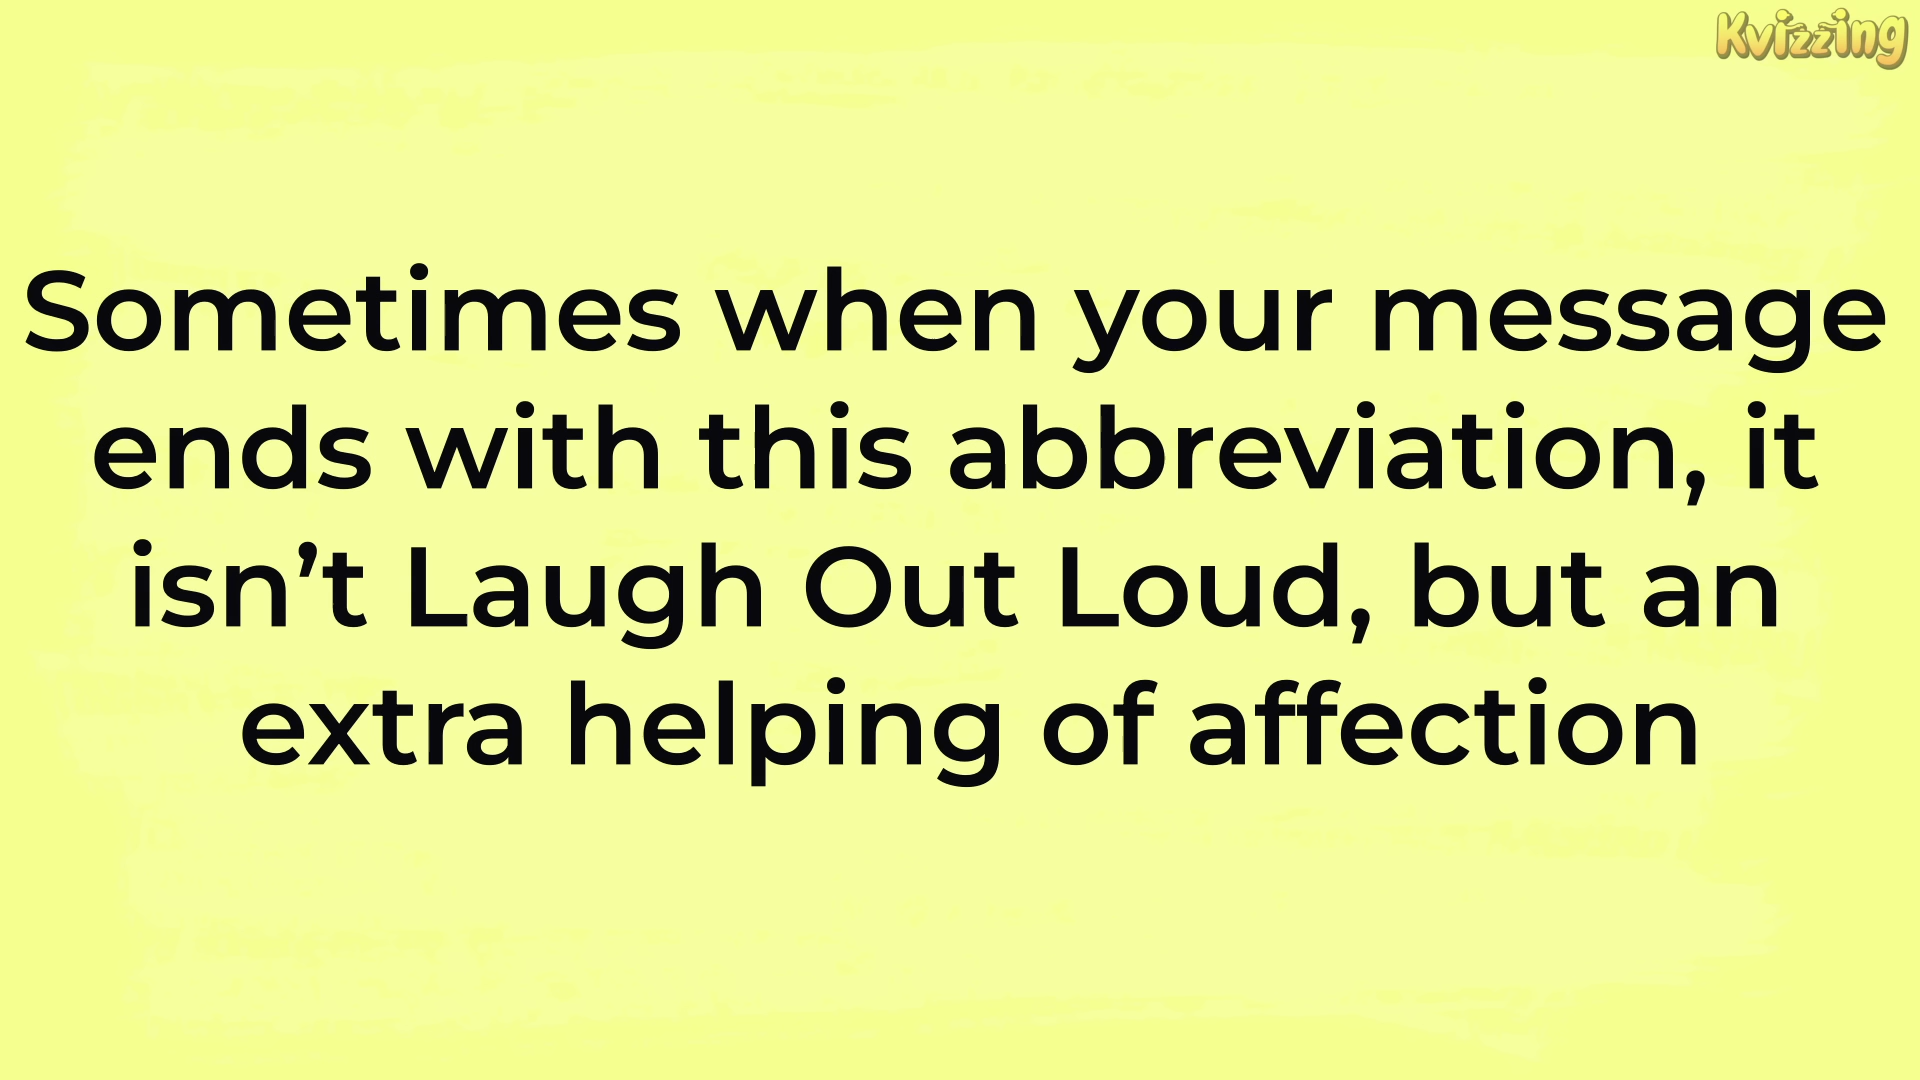 Kvizzing
Sometimes when your message
ends with this abbreviation, it
isn’t Laugh Out Loud, but an
extra helping of affection